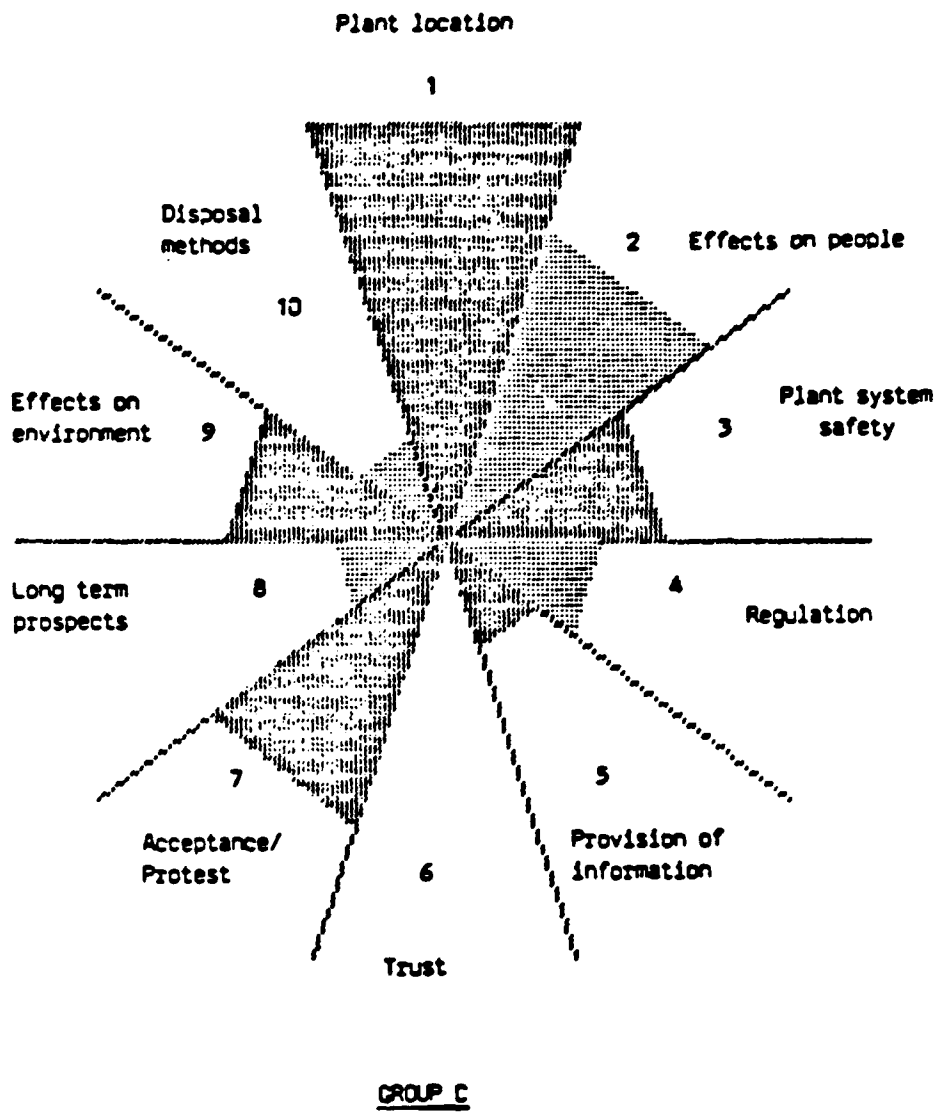 Plant location
1
Disposal
methods
2 Effects on people
10
Effects on
environment 9
3 Plant system
safety
Long term
prospects
8
4
Regulation
7
5
Acceptance/
Protest
6
Provision of
information
Trust
GROUP C